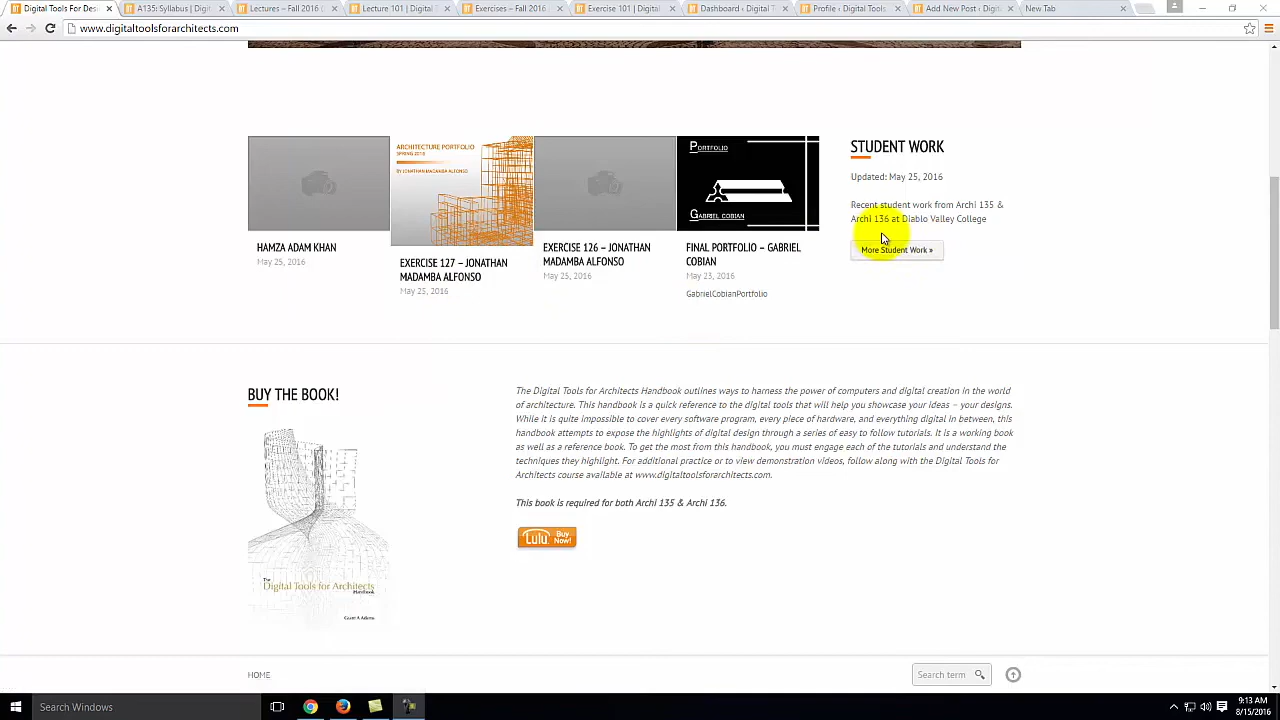 Digital Tools For Des
A135: Syllabus | Digit
Lectures – Fall 2016 |
Lecture 101 | Digital
Exercises – Fall 2016
Exercise 101 | Digital
Dashboard ‹ Digital T
Profile ‹ Digital Tools
Add New Post ‹ Digit
New Tab
www.digitaltoolsforarchitects.com
ARCHITECTURE PORTFOLIO
BY JONATHAN MADAMBA ALFONSO
PORTFOLIO
GABRIEL COBIAN
HAMZA ADAM KHAN
May 25, 2016
EXERCISE 127 – JONATHAN
MADAMBA ALFONSO
May 25, 2016
EXERCISE 126 – JONATHAN
MADAMBA ALFONSO
May 25, 2016
FINAL PORTFOLIO – GABRIEL
COBIAN
May 23, 2016
GabrielCobianPortfolio
STUDENT WORK
Updated: May 25, 2016
Recent student work from Archi 135 &
Archi 136 at Diablo Valley College
More Student Work »
BUY THE BOOK!
The
Digital Tools for Architects
Handbook
The Digital Tools for Architects Handbook outlines ways to harness the power of computers and digital creation in the world
of architecture. This handbook is a quick reference to the digital tools that will help you showcase your ideas – your designs.
While it is quite impossible to cover every software program, every piece of hardware, and everything digital in between, this
handbook attempts to expose the highlights of digital design through a series of easy to follow tutorials. It is a working book
as well as a reference book. To get the most from this handbook, you must engage each of the tutorials and understand the
techniques they highlight. For additional practice or to view demonstration videos, follow along with the Digital Tools for
Architects course available at www.digitaltoolsforarchitects.com.
This book is required for both Archi 135 & Archi 136.
Lulu Buy Now!
HOME
Search term
Search Windows
9:13 AM
8/15/2016